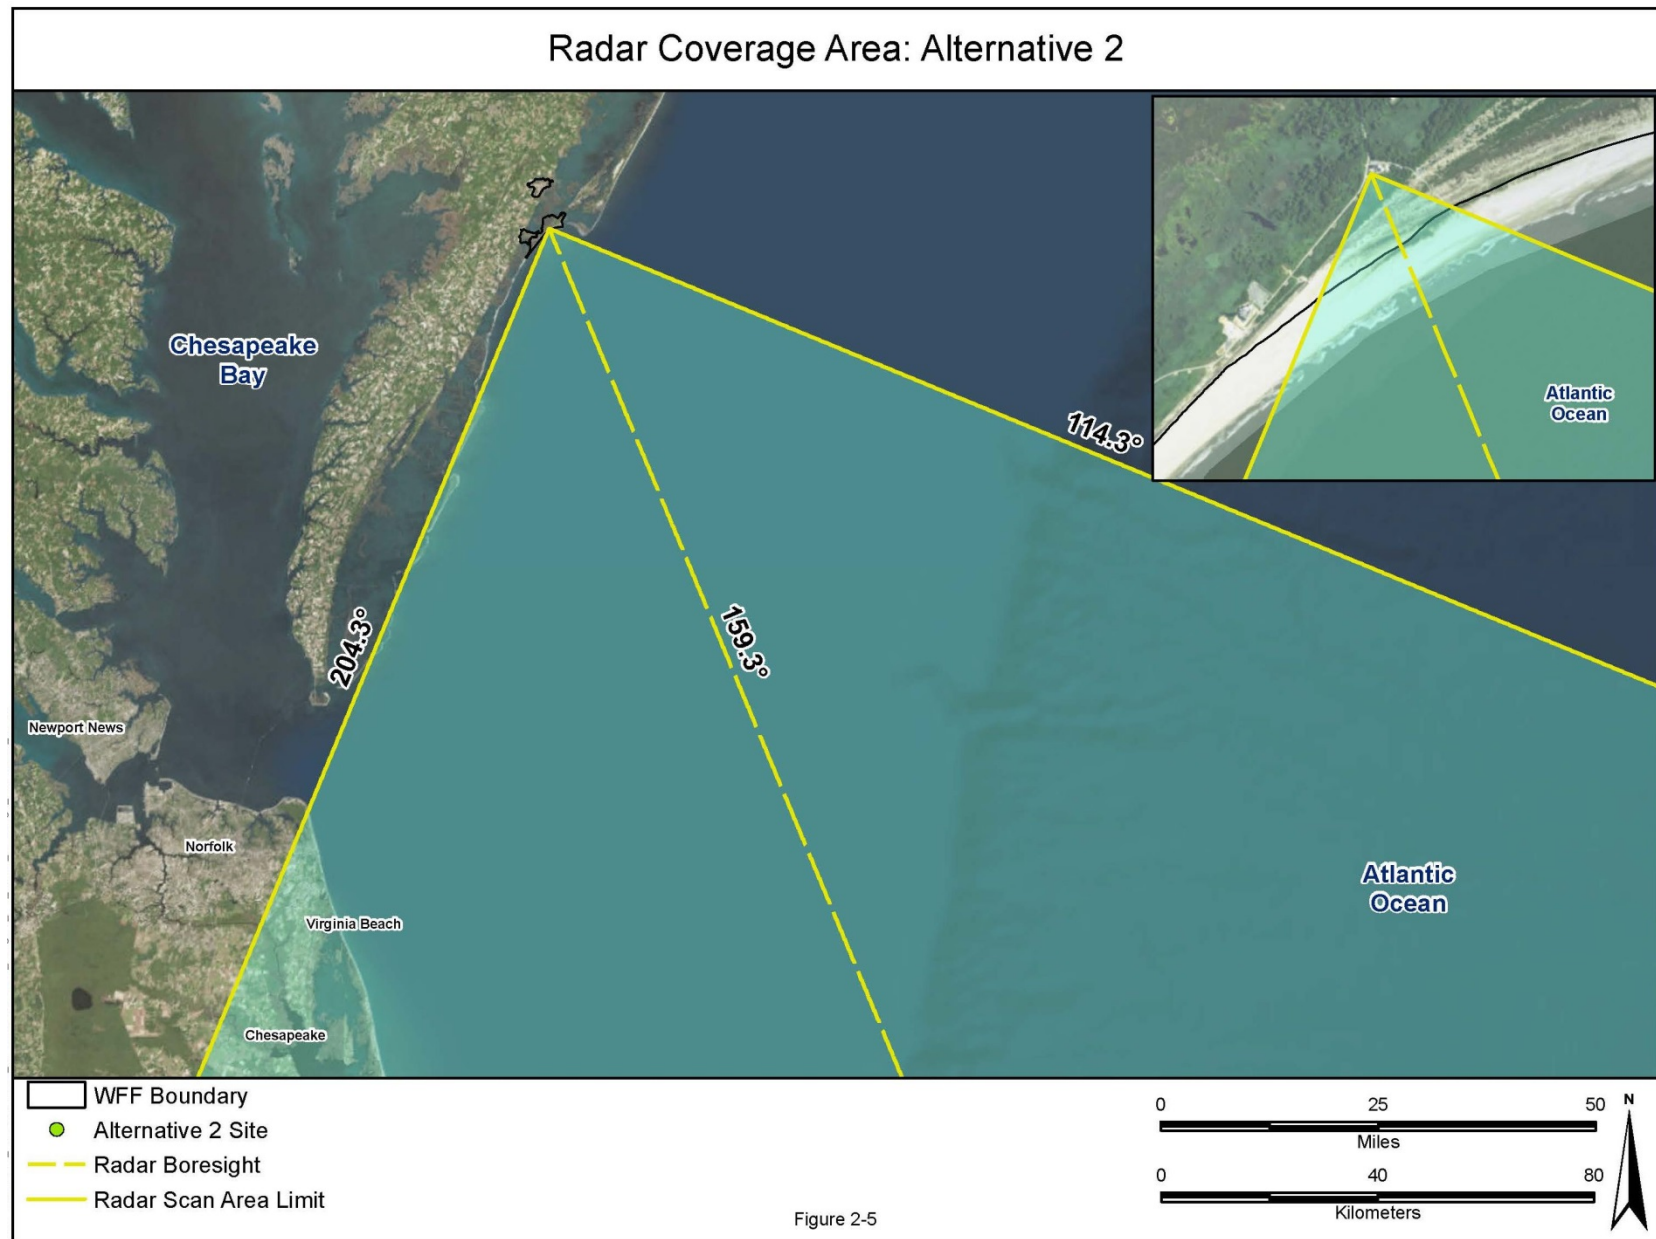 Radar Coverage Area: Alternative 2
Chesapeake
Bay
114.3°
Atlantic
Ocean
204.3°
159.3°
Newport News
Norfolk
Virginia Beach
Chesapeake
Atlantic
Ocean
WFF Boundary
Alternative 2 Site
Radar Boresight
Radar Scan Area Limit
Figure 2-5
0 25 50
Miles
0 40 80
Kilometers
N